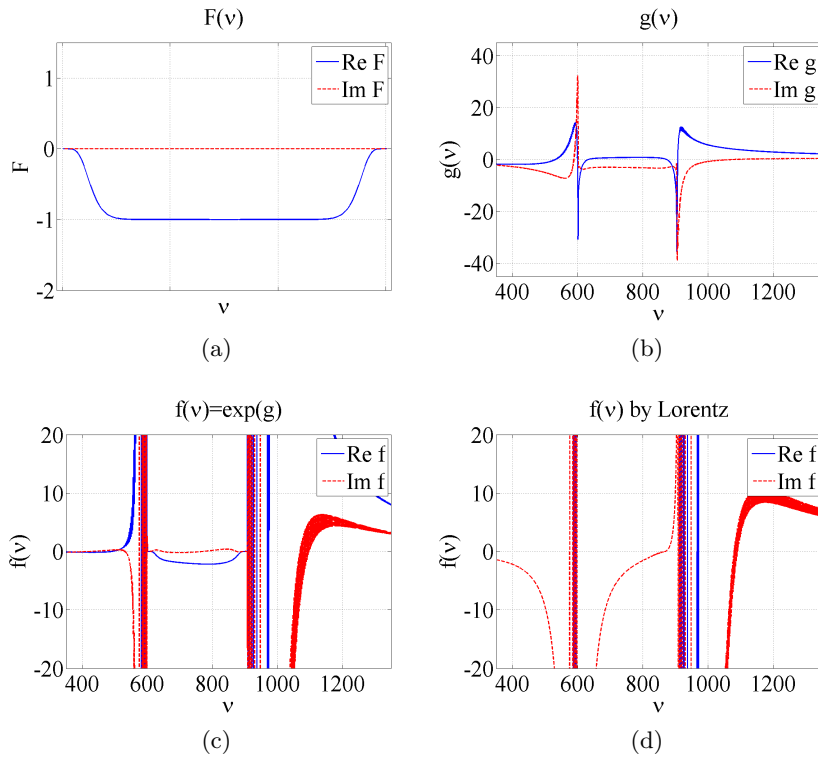 F(ν)
1
0
-1
-2
F
ν
Re F
Im F
(a)
g(ν)
40
20
0
-20
-40
g(ν)
400 600 800 1000 1200
ν
Re g
Im g
(b)
f(ν)=exp(g)
20
10
0
-10
-20
f(ν)
400 600 800 1000 1200
ν
Re f
Im f
(c)
f(ν) by Lorentz
20
10
0
-10
-20
f(ν)
400 600 800 1000 1200
ν
Re f
Im f
(d)